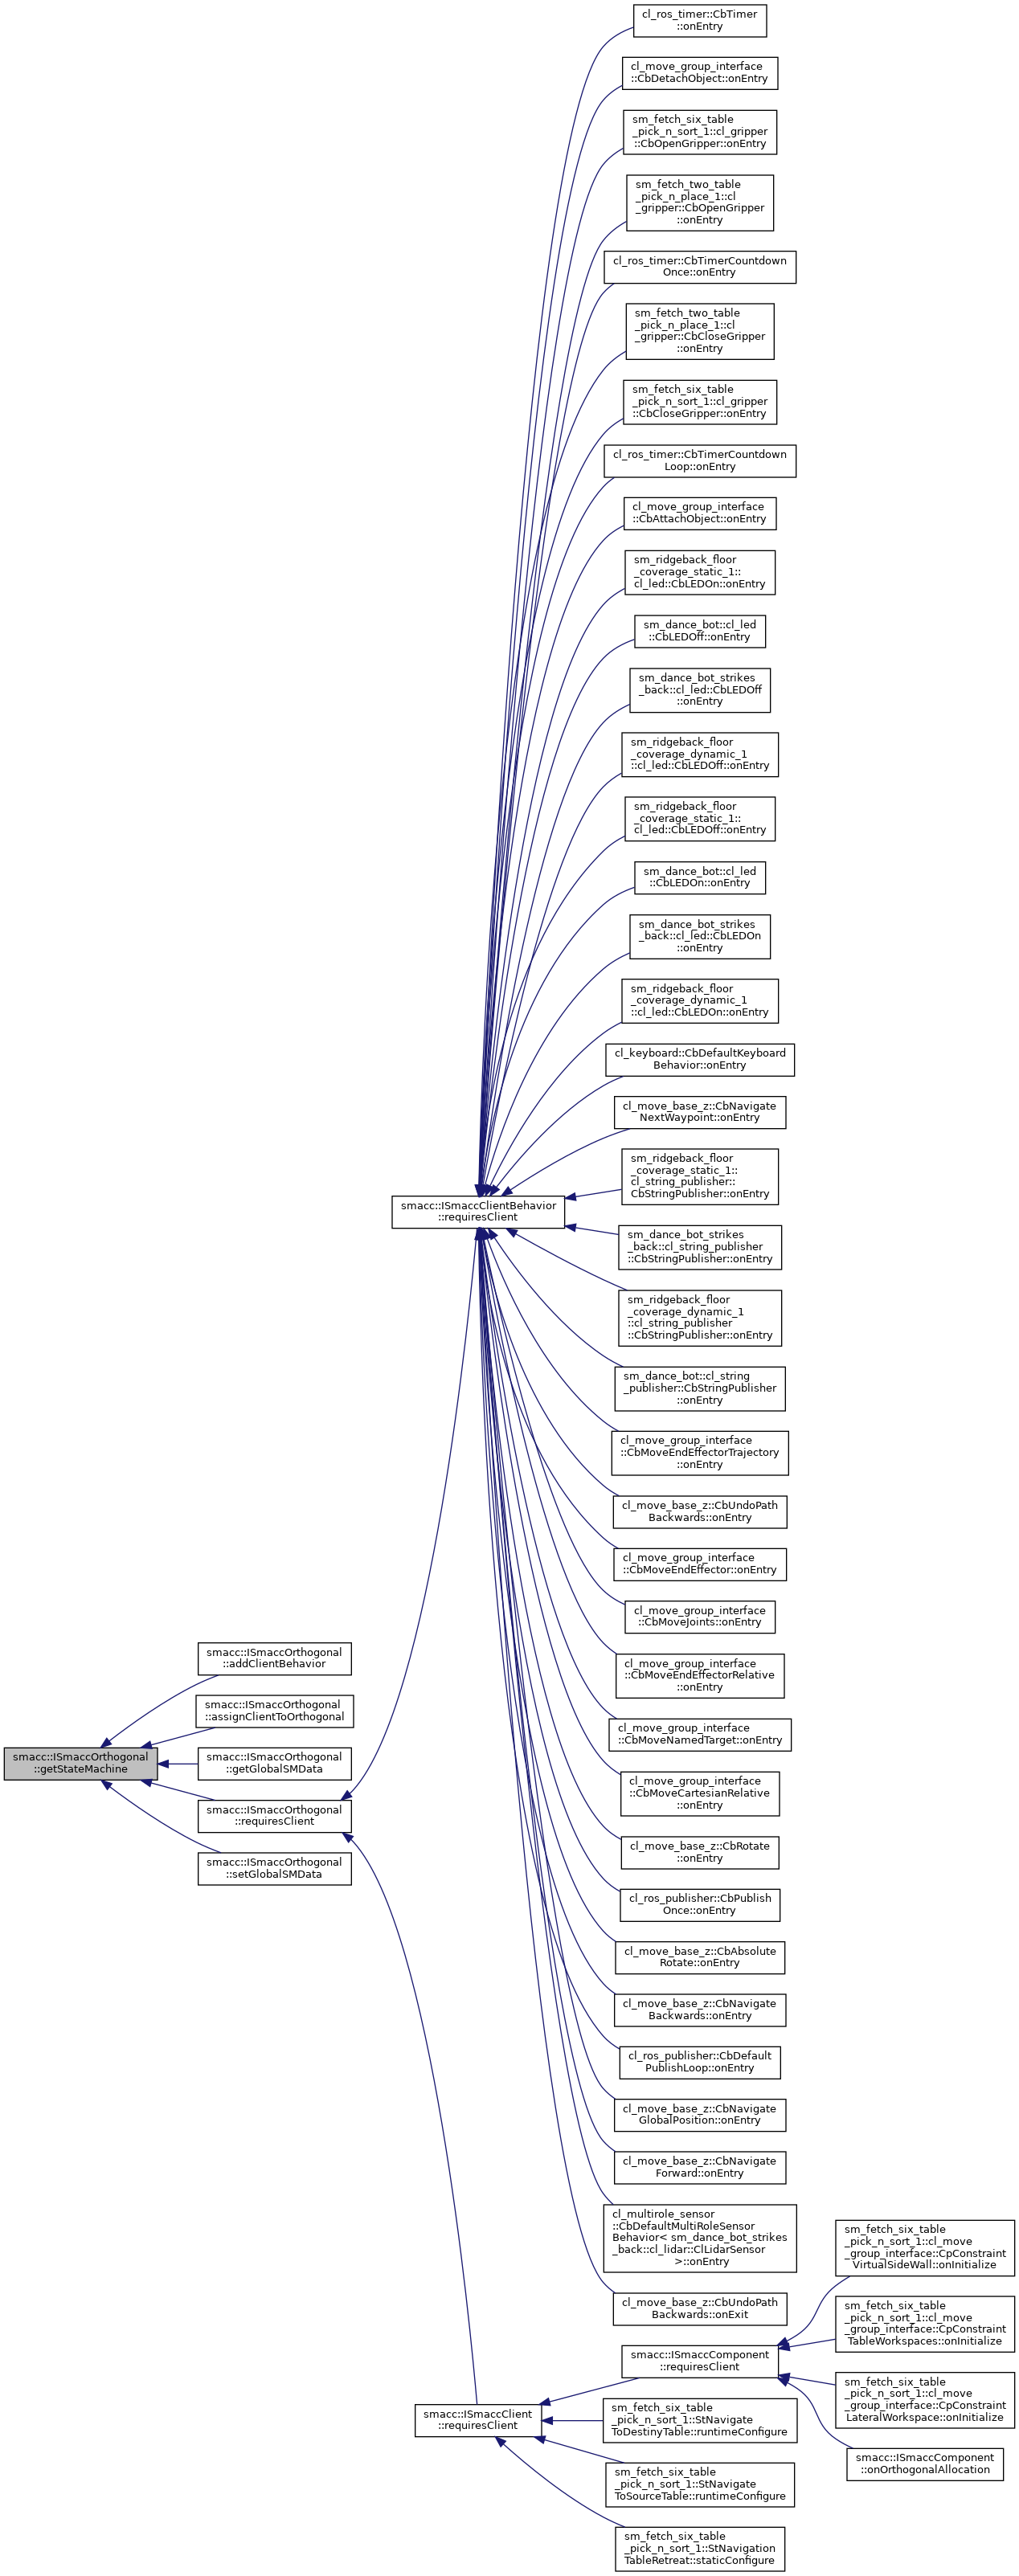 cl_ros_timer::CbTimer
::onEntry
cl_move_group_interface
::CbDetachObject::onEntry
sm_fetch_six_table
_pick_n_sort_1::cl_gripper
::CbOpenGripper::onEntry
sm_fetch_two_table
_pick_n_place_1::cl
_gripper::CbOpenGripper
::onEntry
cl_ros_timer::CbTimerCountdown
Once::onEntry
sm_fetch_two_table
_pick_n_place_1::cl
_gripper::CbCloseGripper
::onEntry
sm_fetch_six_table
_pick_n_sort_1::cl_gripper
::CbCloseGripper::onEntry
cl_ros_timer::CbTimerCountdown
Loop::onEntry
cl_move_group_interface
::CbAttachObject::onEntry
sm_ridgeback_floor
_coverage_static_1::
cl_led::CbLEDOn::onEntry
sm_dance_bot::cl_led
::CbLEDOff::onEntry
sm_dance_bot_strikes
_back::cl_led::CbLEDOff
::onEntry
sm_ridgeback_floor
_coverage_dynamic_1
::cl_led::CbLEDOff::onEntry
sm_ridgeback_floor
_coverage_static_1::
cl_led::CbLEDOff::onEntry
sm_dance_bot::cl_led
::CbLEDOn::onEntry
sm_dance_bot_strikes
_back::cl_led::CbLEDOn
::onEntry
sm_ridgeback_floor
_coverage_dynamic_1
::cl_led::CbLEDOn::onEntry
cl_keyboard::CbDefaultKeyboard
Behavior::onEntry
cl_move_base_z::CbNavigate
NextWaypoint::onEntry
sm_ridgeback_floor
_coverage_static_1::
cl_string_publisher::
CbStringPublisher::onEntry
smacc::ISmaccClientBehavior
::requiresClient
sm_dance_bot_strikes
_back::cl_string_publisher
::CbStringPublisher::onEntry
sm_ridgeback_floor
_coverage_dynamic_1
::cl_string_publisher
::CbStringPublisher::onEntry
sm_dance_bot::cl_string
_publisher::CbStringPublisher
::onEntry
cl_move_group_interface
::CbMoveEndEffectorTrajectory
::onEntry
cl_move_base_z::CbUndoPath
Backwards::onEntry
cl_move_group_interface
::CbMoveEndEffector::onEntry
cl_move_group_interface
::CbMoveJoints::onEntry
cl_move_group_interface
::CbMoveEndEffectorRelative
::onEntry
smacc::ISmaccOrthogonal
::addClientBehavior
smacc::ISmaccOrthogonal
::assignClientToOrthogonal
smacc::ISmaccOrthogonal
::getStateMachine
smacc::ISmaccOrthogonal
::getGlobalSMData
smacc::ISmaccOrthogonal
::requiresClient
smacc::ISmaccOrthogonal
::setGlobalSMData
cl_move_group_interface
::CbMoveNamedTarget::onEntry
cl_move_group_interface
::CbMoveCartesianRelative
::onEntry
cl_move_base_z::CbRotate
::onEntry
cl_ros_publisher::CbPublish
Once::onEntry
cl_move_base_z::CbAbsolute
Rotate::onEntry
cl_move_base_z::CbNavigate
Backwards::onEntry
cl_ros_publisher::CbDefault
PublishLoop::onEntry
cl_move_base_z::CbNavigate
GlobalPosition::onEntry
cl_move_base_z::CbNavigate
Forward::onEntry
cl_multirole_sensor
::CbDefaultMultiRoleSensor
Behavior< sm_dance_bot_strikes
_back::cl_lidar::ClLidarSensor
>::onEntry
cl_move_base_z::CbUndoPath
Backwards::onExit
smacc::ISmaccComponent
::requiresClient
smacc::ISmaccClient
::requiresClient
sm_fetch_six_table
_pick_n_sort_1::StNavigate
ToDestinyTable::runtimeConfigure
sm_fetch_six_table
_pick_n_sort_1::StNavigate
ToSourceTable::runtimeConfigure
sm_fetch_six_table
_pick_n_sort_1::StNavigation
TableRetreat::staticConfigure
sm_fetch_six_table
_pick_n_sort_1::cl_move
_group_interface::CpConstraint
VirtualSideWall::onInitialize
sm_fetch_six_table
_pick_n_sort_1::cl_move
_group_interface::CpConstraint
TableWorkspaces::onInitialize
sm_fetch_six_table
_pick_n_sort_1::cl_move
_group_interface::CpConstraint
LateralWorkspace::onInitialize
smacc::ISmaccComponent
::onOrthogonalAllocation